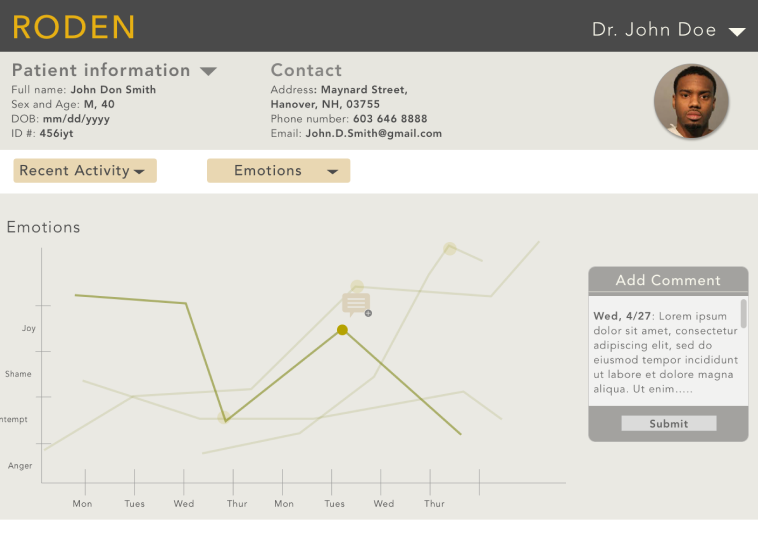 RODEN
Dr. John Doe
Patient information
Full name: John Don Smith
Sex and Age: M, 40
DOB: mm/dd/yyyy
ID #: 456iyt
Contact
Address: Maynard Street,
Hanover, NH, 03755
Phone number: 603 646 8888
Email: John.D.Smith@gmail.com
Recent Activity
Emotions
Emotions
Joy
Shame
ntempt
Anger
Mon Tues Wed Thur Mon Tues Wed Thur
Add Comment
Wed, 4/27: Lorem ipsum
dolor sit amet, consectetur
adipiscing elit, sed do
eiusmod tempor incididunt
ut labore et dolore magna
aliqua. Ut enim.....
Submit